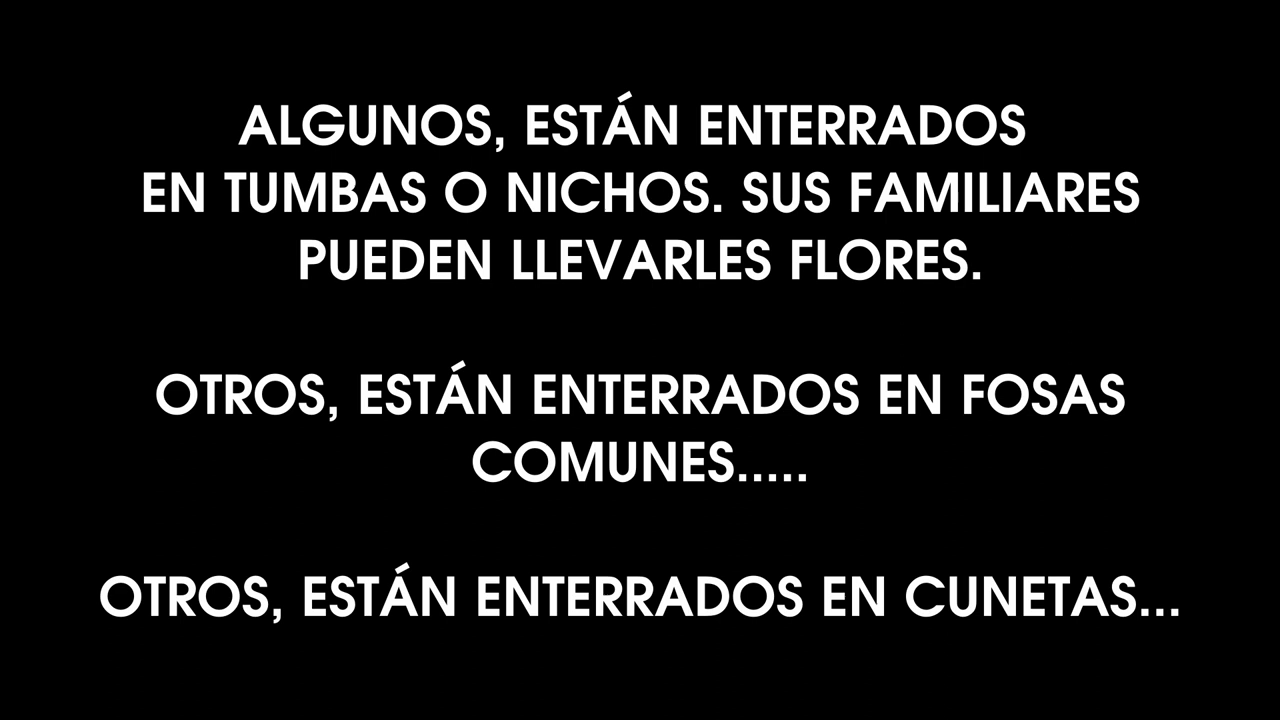 ALGUNOS, ESTÁN ENTERRADOS
EN TUMBAS O NICHOS. SUS FAMILIARES
PUEDEN LLEVARLES FLORES.
OTROS, ESTÁN ENTERRADOS EN FOSAS
COMUNES.....
OTROS, ESTÁN ENTERRADOS EN CUNETAS...